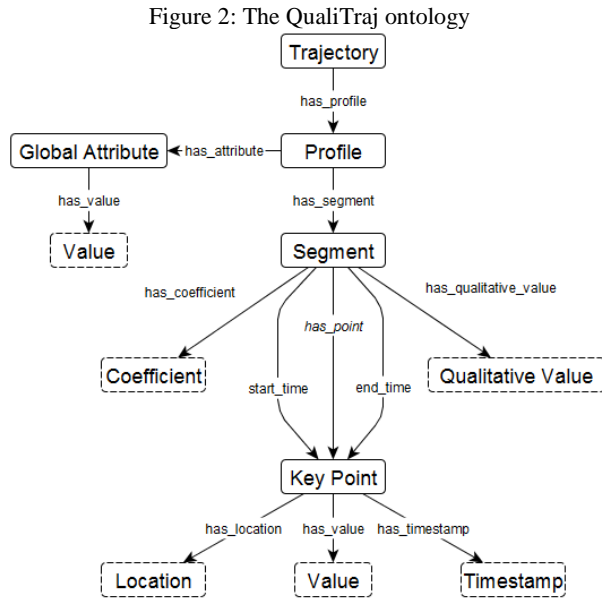 Figure 2: The QualiTraj ontology
Trajectory
has_profile
Global Attribute
has_attribute
Profile
has_value
has_segment
Value
Segment
has_coefficient
has_qualitative_value
has_point
Coefficient
start_time
end_time
Qualitative Value
Key Point
has_location
has_value
has_timestamp
Location
Value
Timestamp